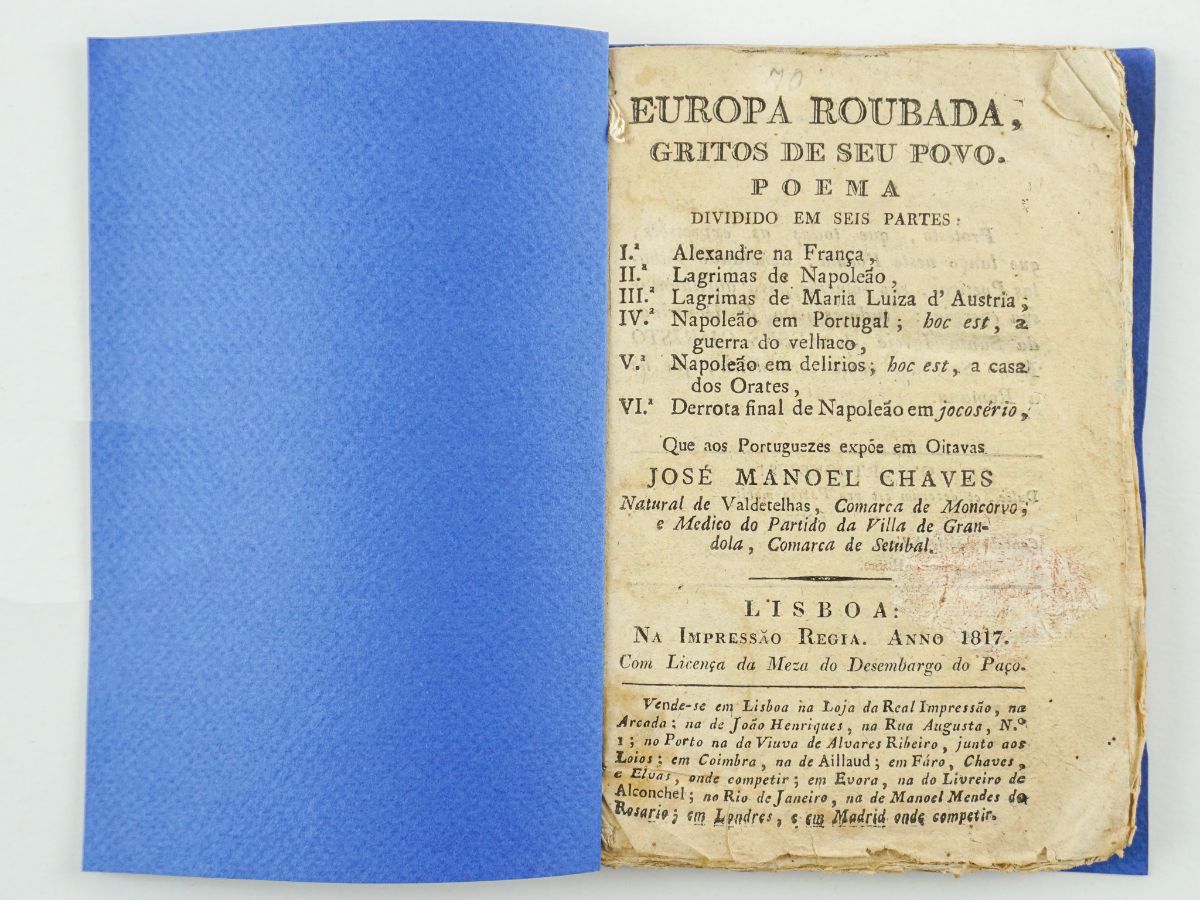 70
EUROPA ROUBADA,
GRITOS DE SEU POVO.
POEMA
DIVIDIDO EM SEIS PARTES:
I.ª Alexandre na França,
II.ª Lagrimas de Napoleão,
III.ª Lagrimas de Maria Luiza d' Austria;
IV.ª Napoleão em Portugal; hoc est, a
guerra do velhaco,
V.ª Napoleão em delirios; hoc est, a casa
dos Orates,
VI.ª Derrota final de Napoleão em jocosério,
Que aos Portuguezes expõe em Oitavas
JOSÉ MANOEL CHAVES
Natural de Valdetelhas, Comarca de Moncorvo;
e Medico do Partido da Villa de Gran-
dola, Comarca de Setúbal.
LISBOA:
NA IMPRESSÃO REGIA. ANNO 1817.
Com Licença da Meza do Desembargo do Paço.
Vende-se em Lisboa na Loja da Real Impressão, na
Arcada; na de João Henriques, na Rua Augusta, N.º
1; no Porto na da Viuva de Alvares Ribeiro, junto aos
Loios; em Coimbra, na de Aillaud; em Fáro, Chaves,
e Elvas, onde competir; em Evora, na do Livreiro de
Alconchel; no Rio de Janeiro, na de Manoel Mendes do
Rosario; em Londres, e em Madrid onde competir.